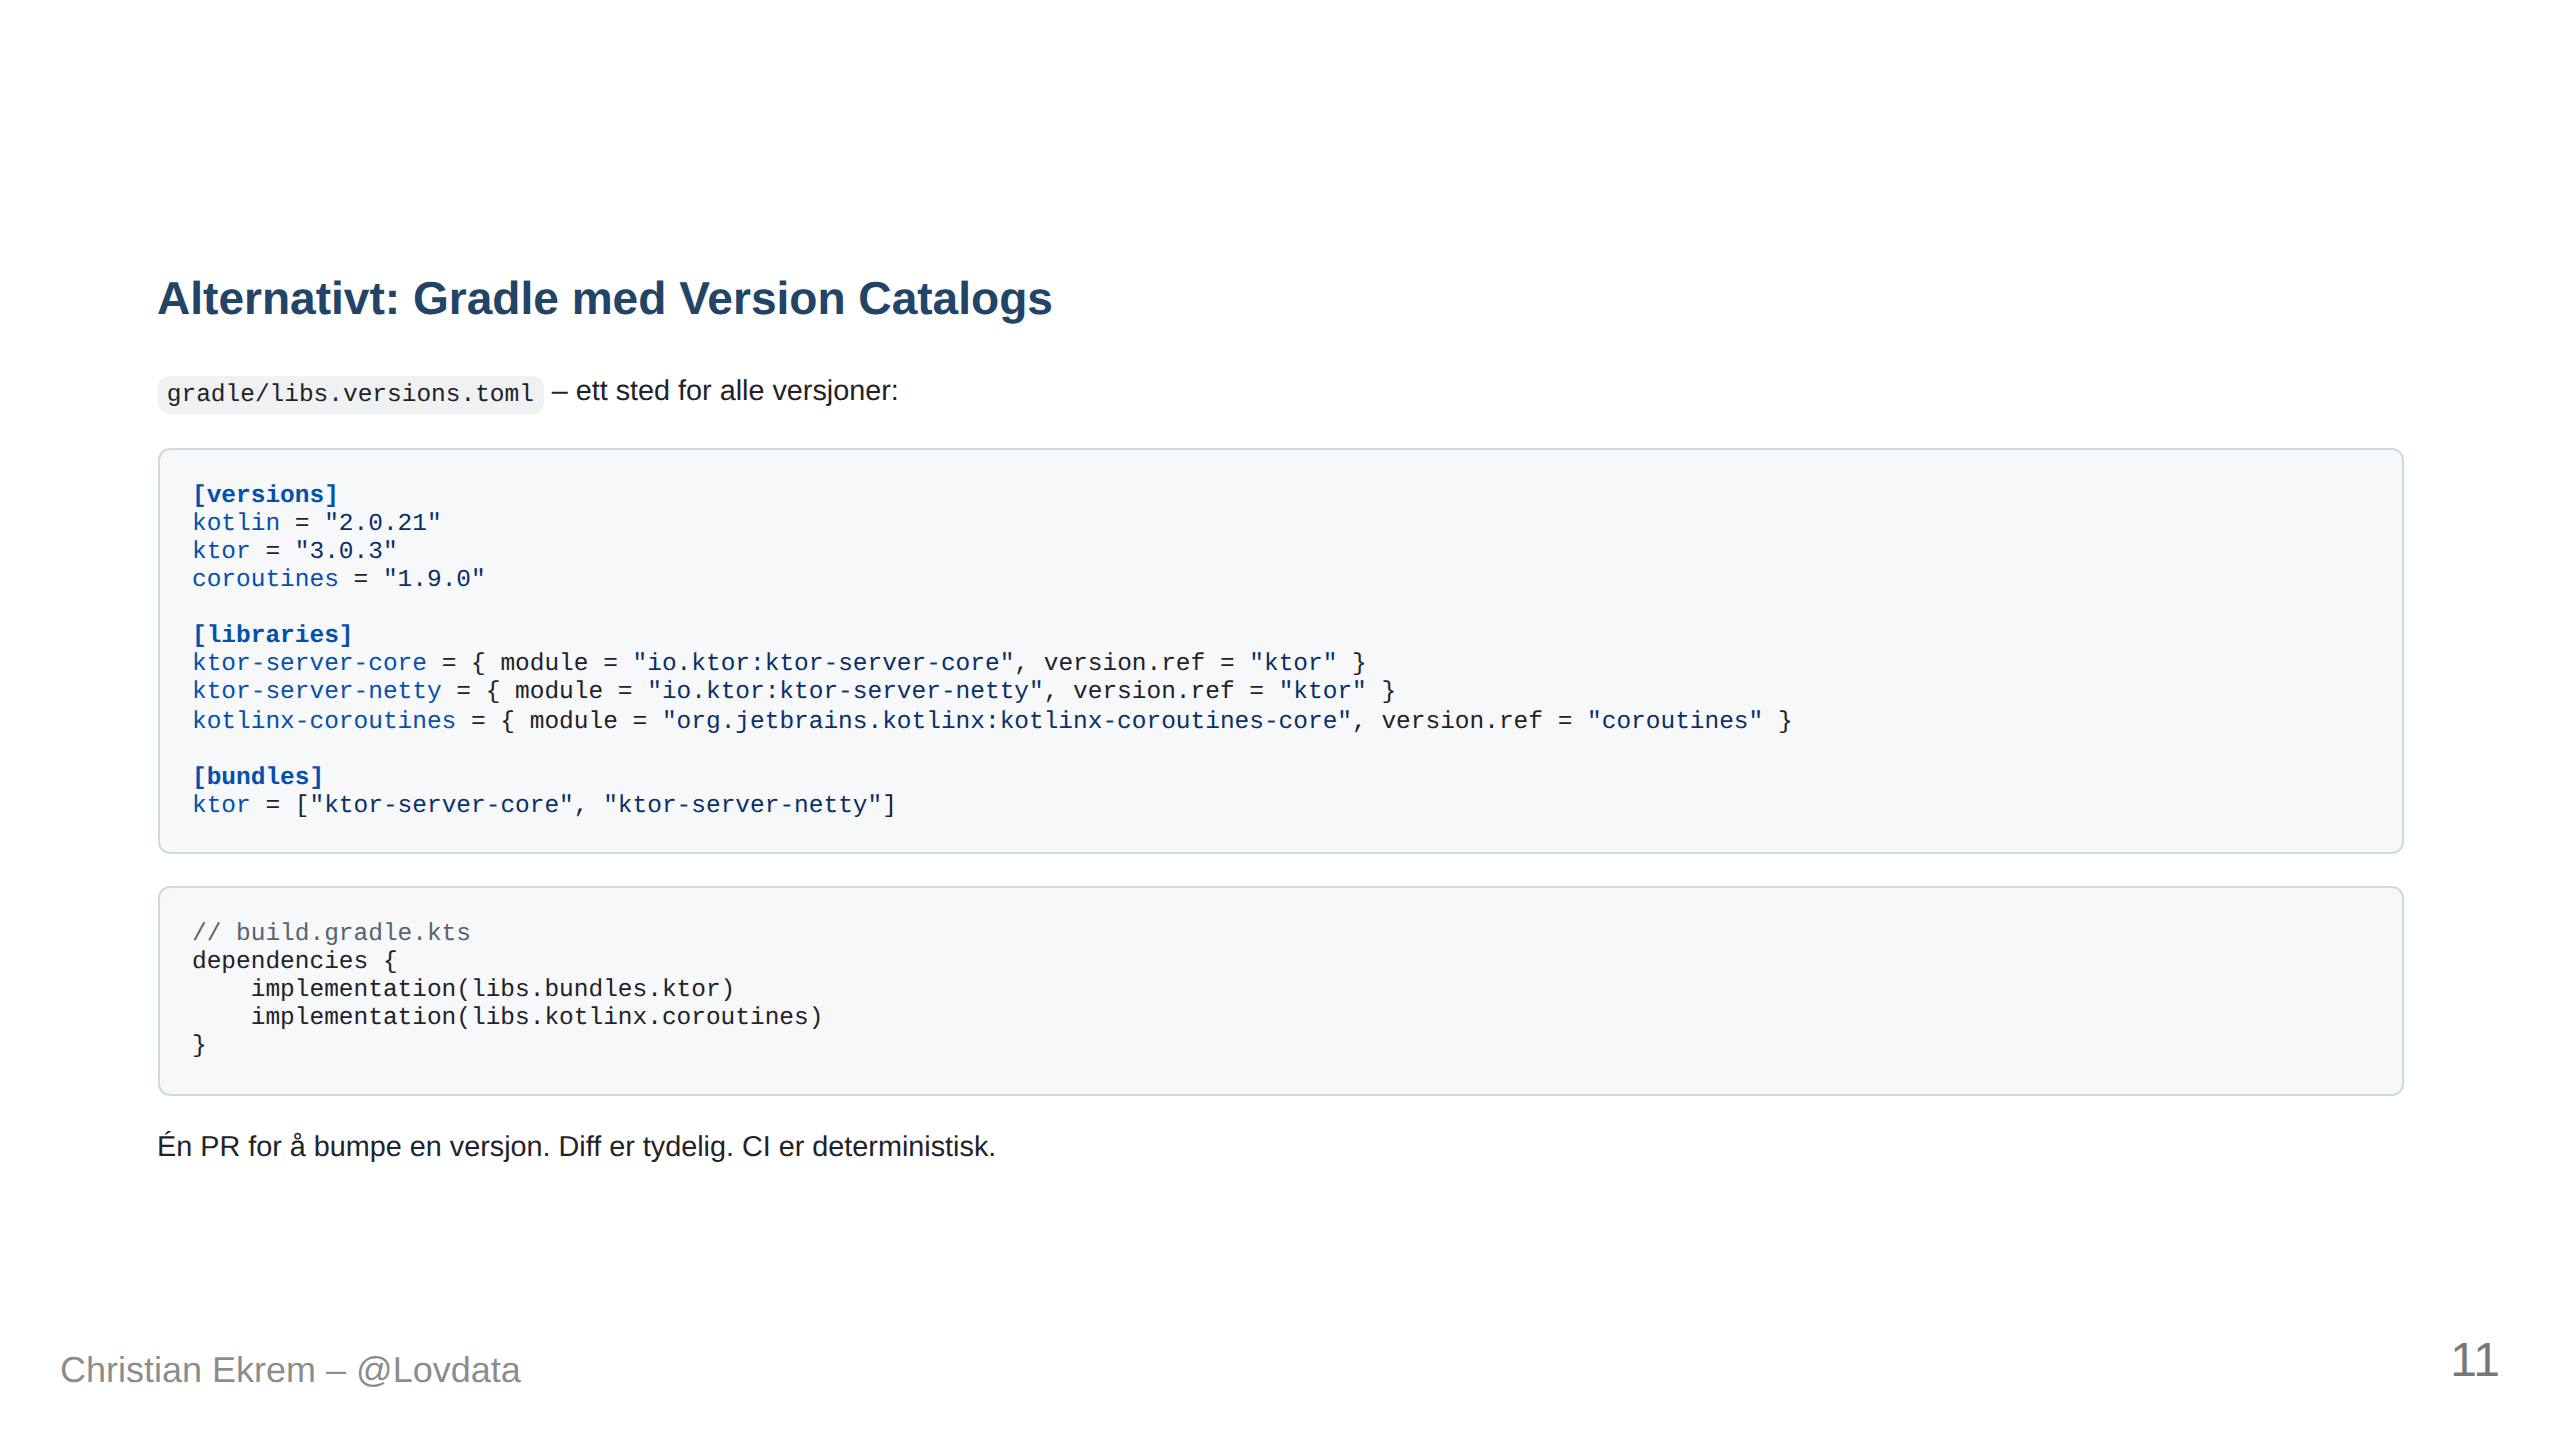 Alternativt: Gradle med Version Catalogs
gradle/libs.versions.toml – ett sted for alle versjoner:
[versions]
kotlin = "2.0.21"
ktor = "3.0.3"
coroutines = "1.9.0"
[libraries]
ktor-server-core = { module = "io.ktor:ktor-server-core", version.ref = "ktor" }
ktor-server-netty = { module = "io.ktor:ktor-server-netty", version.ref = "ktor" }
kotlinx-coroutines = { module = "org.jetbrains.kotlinx:kotlinx-coroutines-core", version.ref = "coroutines" }
[bundles]
ktor = ["ktor-server-core", "ktor-server-netty"]
// build.gradle.kts
dependencies {
    implementation(libs.bundles.ktor)
    implementation(libs.kotlinx.coroutines)
}
Én PR for å bumpe en versjon. Diff er tydelig. CI er deterministisk.
Christian Ekrem – @Lovdata
11